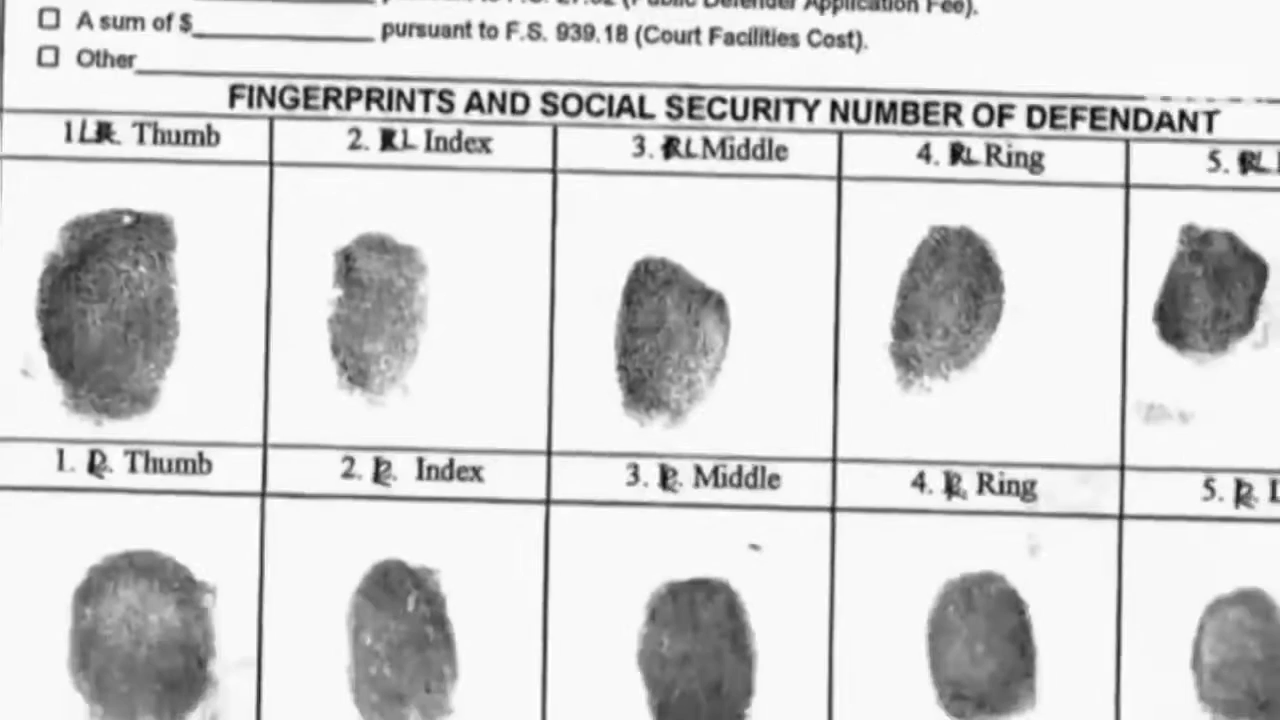 A sum of $ pursuant to F.S. 939.18 (Court Facilities Cost).
Other
FINGERPRINTS AND SOCIAL SECURITY NUMBER OF DEFENDANT
1 L Thumb 2. L Index 3. L Middle 4. L Ring 5. L
1. R. Thumb 2. R. Index 3. R. Middle 4. R. Ring 5. R.